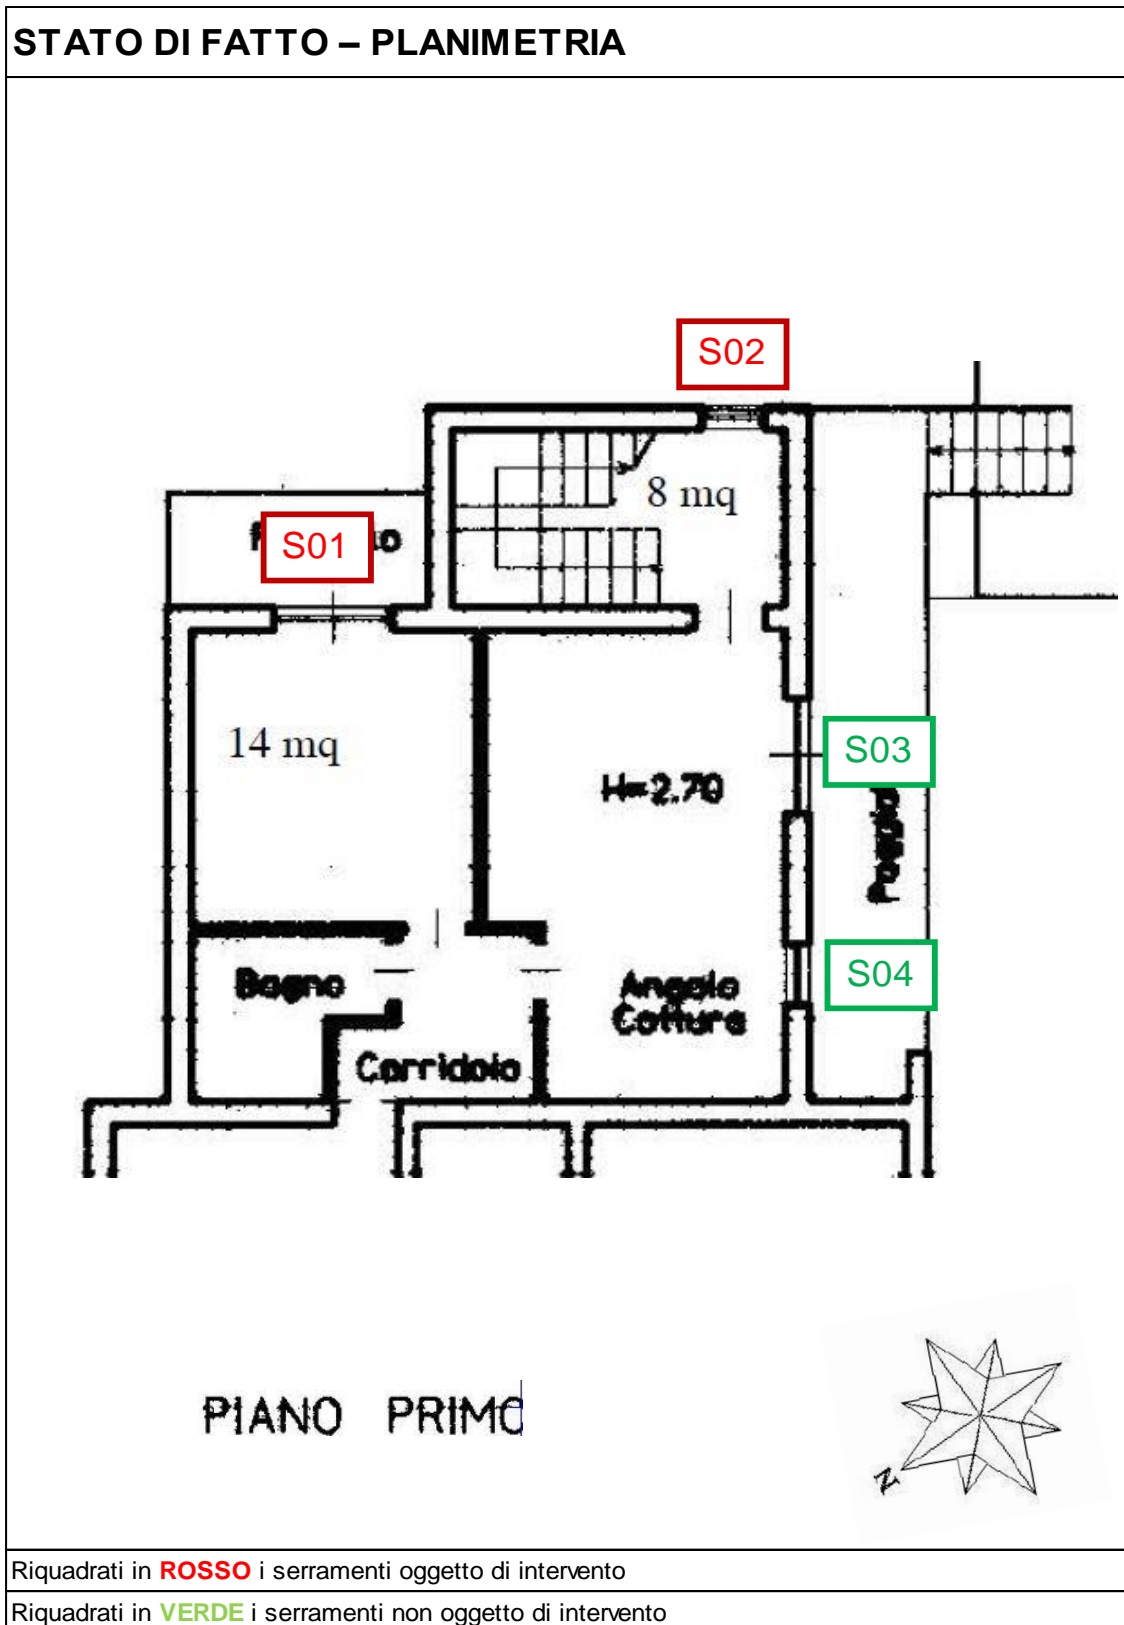 STATO DI FATTO – PLANIMETRIA
S02
8 mq
S01
14 mq
S03
H=2.70
S04
Bagno
Angolo
Cottura
Corridoio
PIANO PRIMO
N
Riquadrati in ROSSO i serramenti oggetto di intervento
Riquadrati in VERDE i serramenti non oggetto di intervento